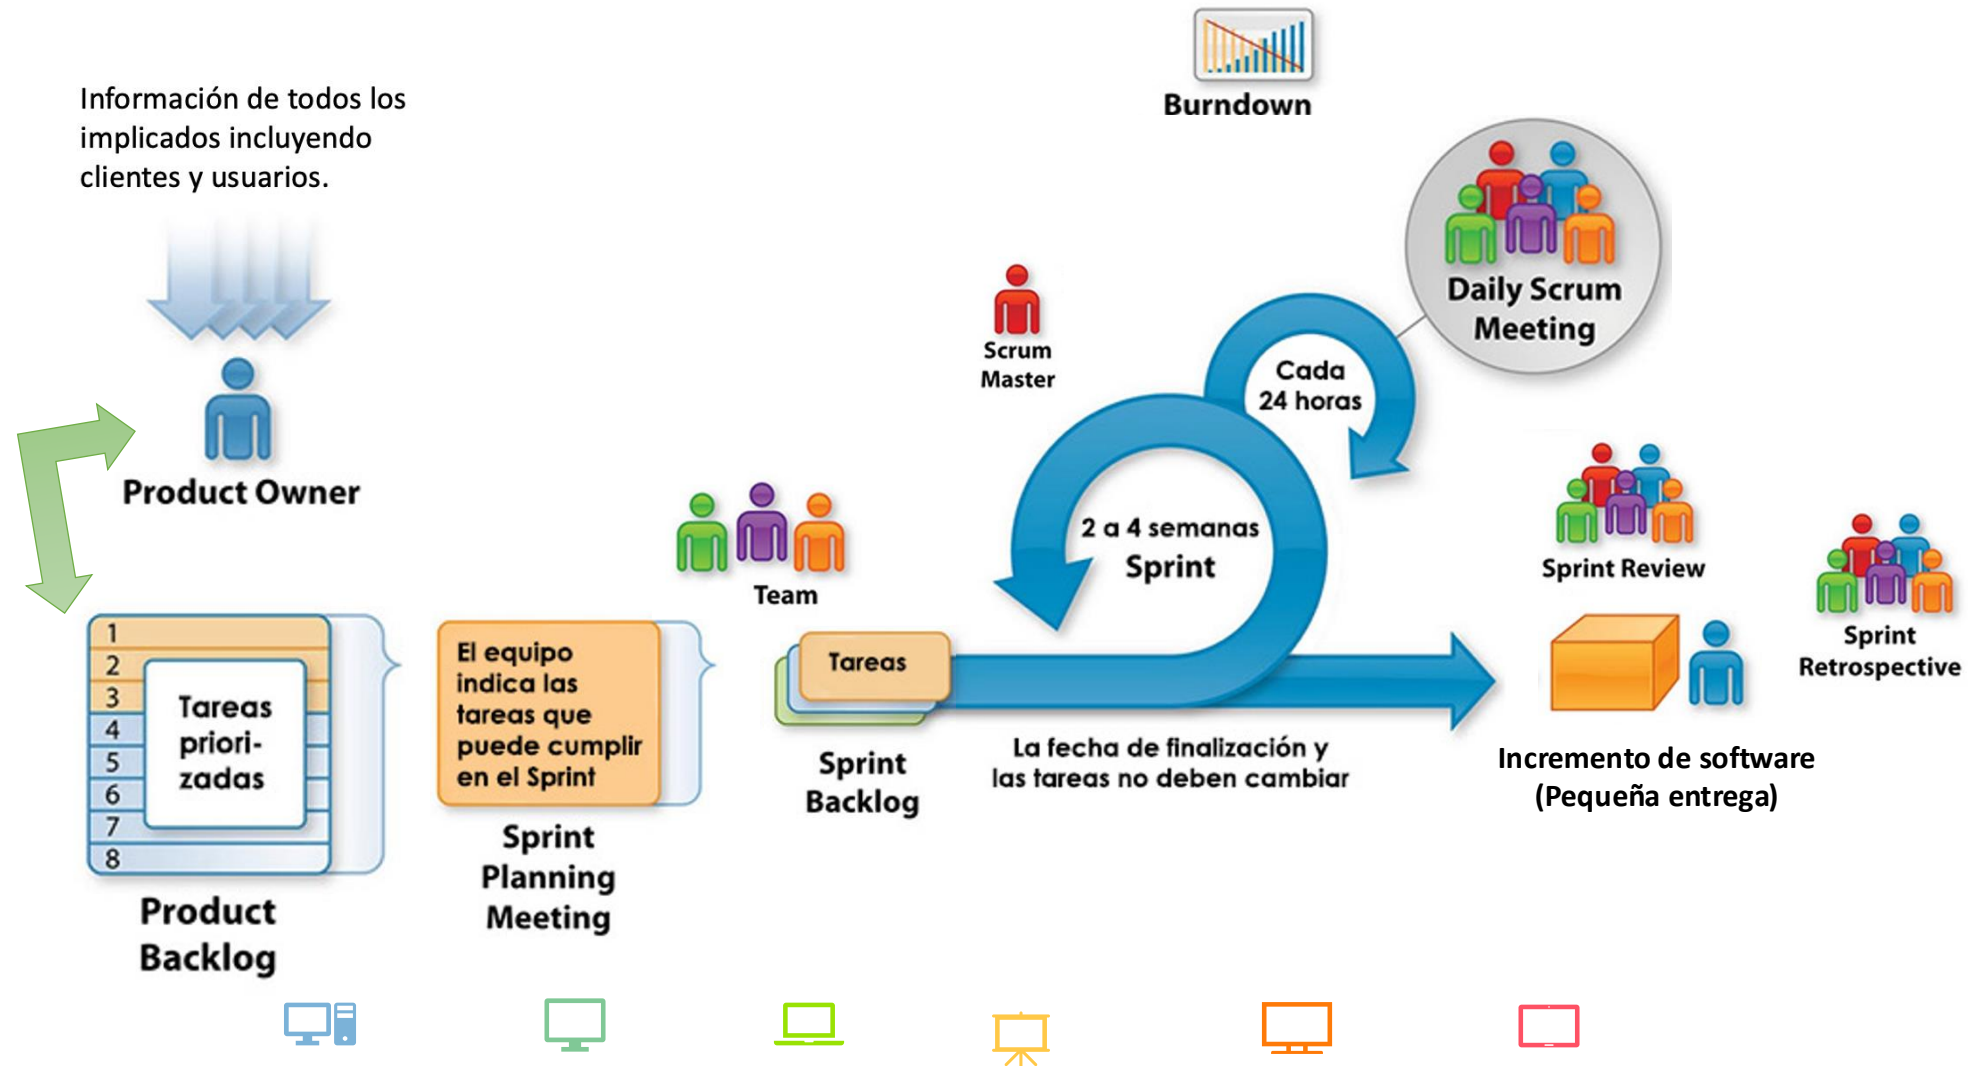 Información de todos los
implicados incluyendo
clientes y usuarios.
Product Owner
1
2
3
4
5
6
7
8
Tareas
priori-
zadas
Product
Backlog
El equipo
indica las
tareas que
puede cumplir
en el Sprint
Sprint
Planning
Meeting
Team
Tareas
Sprint
Backlog
Scrum
Master
2 a 4 semanas
Sprint
Cada
24 horas
Burndown
Daily Scrum
Meeting
La fecha de finalización y
las tareas no deben cambiar
Sprint Review
Incremento de software
(Pequeña entrega)
Sprint
Retrospective